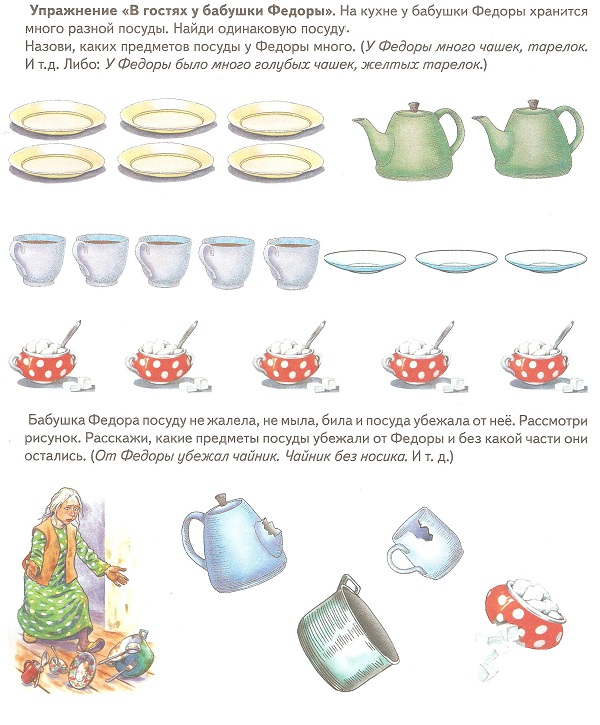 Упражнение «В гостях у бабушки Федоры». На кухне у бабушки Федоры хранится
много разной посуды. Найди одинаковую посуду.
Назови, каких предметов посуды у Федоры много. (У Федоры много чашек, тарелок.
И т.д. Либо: У Федоры было много голубых чашек, желтых тарелок.)
Бабушка Федора посуду не жалела, не мыла, била и посуда убежала от неё. Рассмотри
рисунок. Расскажи, какие предметы посуды убежали от Федоры и без какой части они
остались. (От Федоры убежал чайник. Чайник без носика. И т. д.)